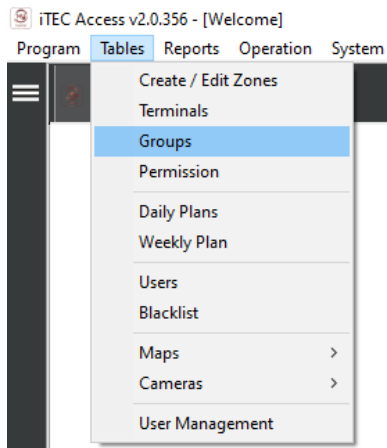 iTEC Access v2.0.356 - [Welcome]
Program Tables Reports Operation System
Create / Edit Zones
Terminals
Groups
Permission
Daily Plans
Weekly Plan
Users
Blacklist
Maps
Cameras
User Management